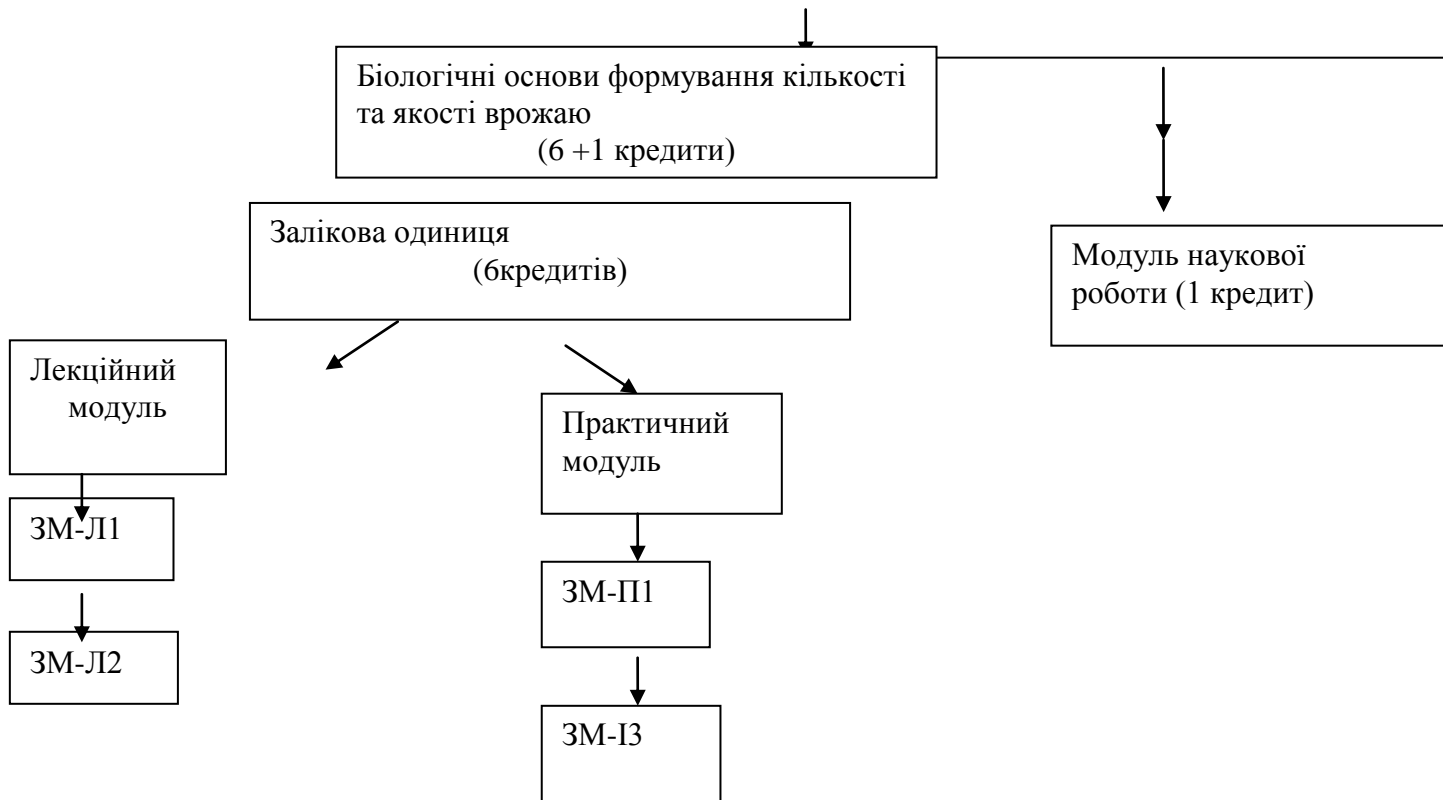 Біологічні основи формування кількості
та якості врожаю
(6 +1 кредити)
Залікова одиниця
(6кредитів)
Модуль наукової
роботи (1 кредит)
Лекційний
модуль
Практичний
модуль
ЗМ-Л1
ЗМ-П1
ЗМ-Л2
ЗМ-ІЗ